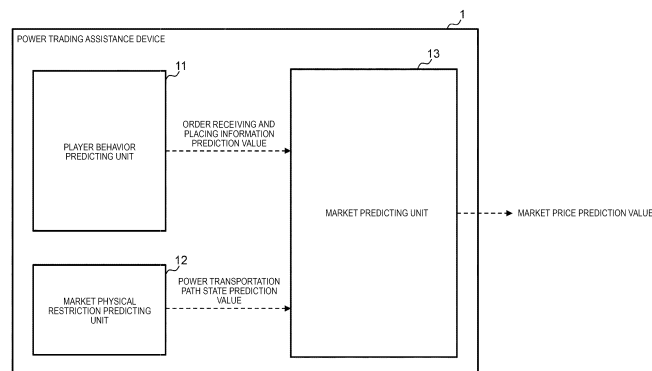 1
POWER TRADING ASSISTANCE DEVICE
11
PLAYER BEHAVIOR
PREDICTING UNIT
ORDER RECEIVING AND
PLACING INFORMATION
PREDICTION VALUE
13
MARKET PREDICTING UNIT
MARKET PRICE PREDICTION VALUE
12
MARKET PHYSICAL
RESTRICTION PREDICTING
UNIT
POWER TRANSPORTATION
PATH STATE PREDICTION
VALUE